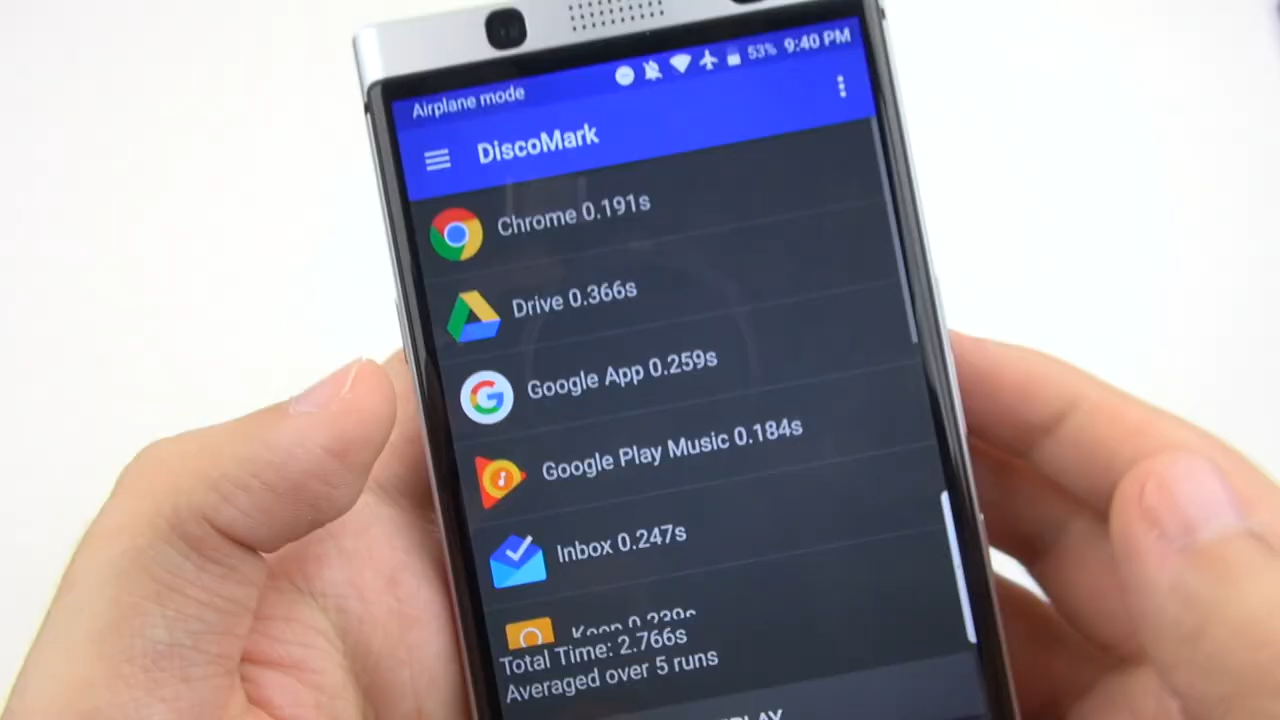 Airplane mode 53% 9:40 PM
DiscoMark
Chrome 0.191s
Drive 0.366s
Google App 0.259s
Google Play Music 0.184s
Inbox 0.247s
Keep 0.239s
Total Time: 2.766s
Averaged over 5 runs